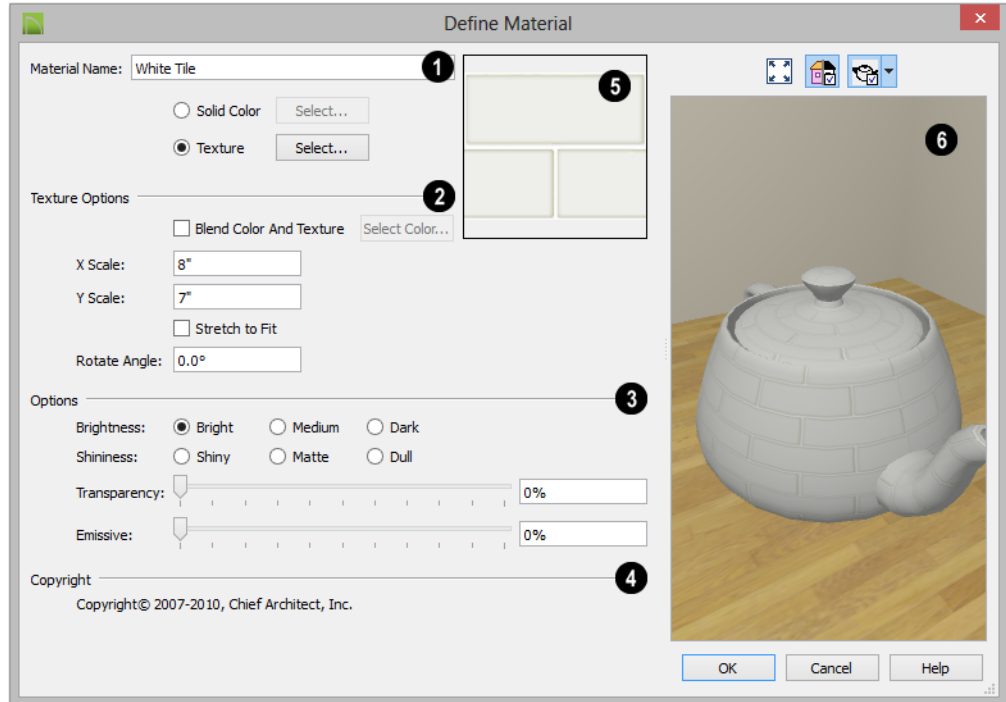 Define Material
Material Name: White Tile 1
Solid Color Select...
Texture Select...
5
6
Texture Options 2
Blend Color And Texture Select Color...
X Scale: 8"
Y Scale: 7"
Stretch to Fit
Rotate Angle: 0.0°
Options 3
Brightness: Bright Medium Dark
Shininess: Shiny Matte Dull
Transparency: 0%
Emissive: 0%
Copyright 4
Copyright© 2007-2010, Chief Architect, Inc.
OK Cancel Help